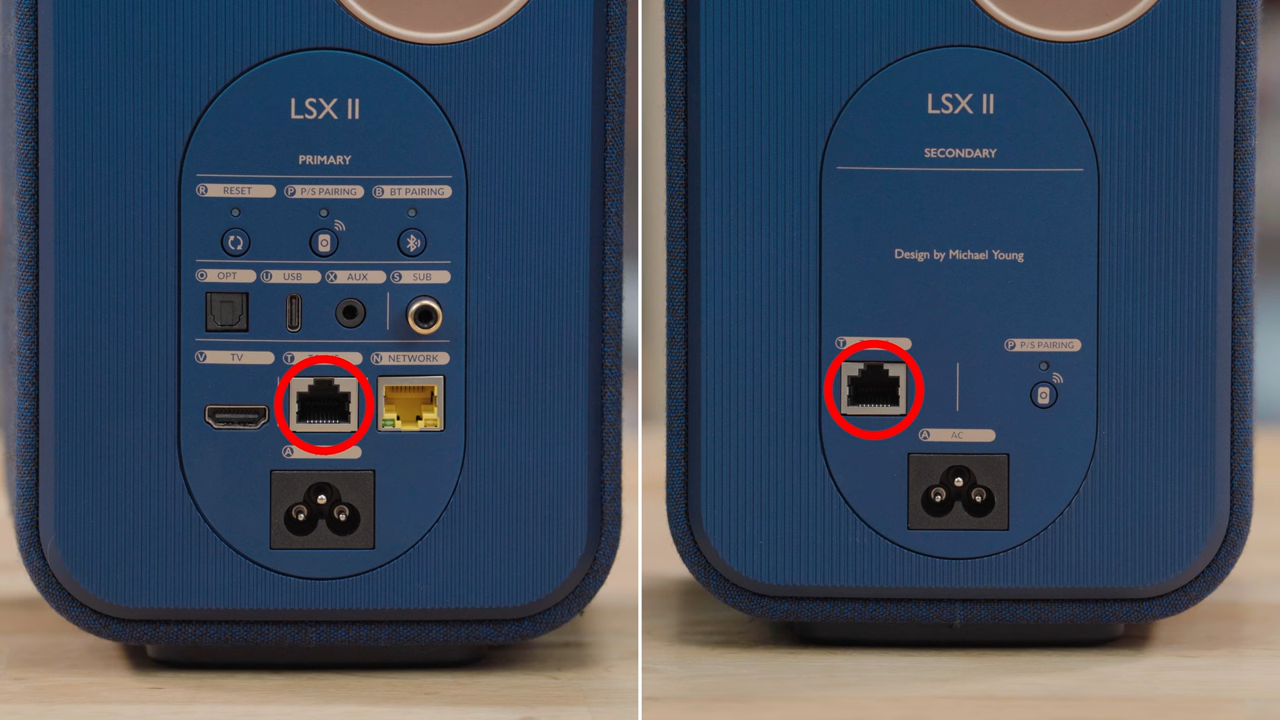 LSX II
PRIMARY
R RESET P P/S PAIRING B BT PAIRING
O OPT U USB X AUX S SUB
V TV T N NETWORK
A
LSX II
SECONDARY
Design by Michael Young
T P P/S PAIRING
A AC